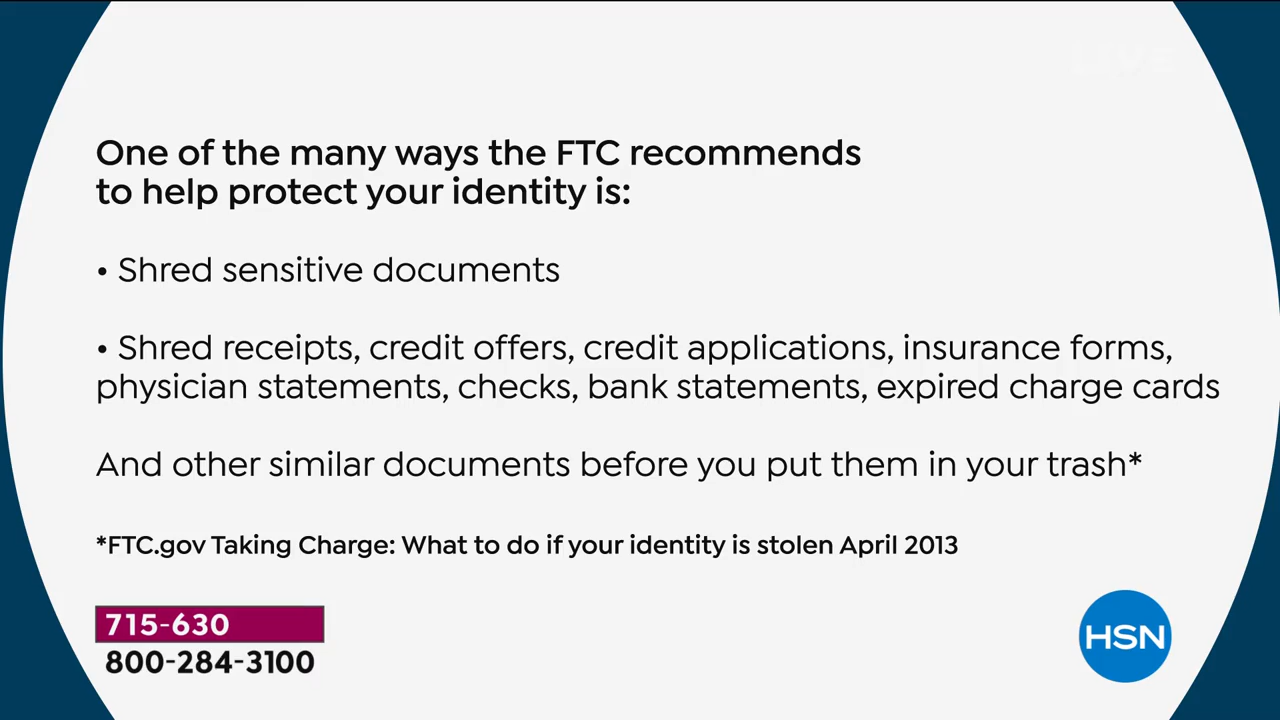 LIVE
One of the many ways the FTC recommends
to help protect your identity is:
• Shred sensitive documents
• Shred receipts, credit offers, credit applications, insurance forms,
physician statements, checks, bank statements, expired charge cards
And other similar documents before you put them in your trash*
*FTC.gov Taking Charge: What to do if your identity is stolen April 2013
715-630
800-284-3100
HSN